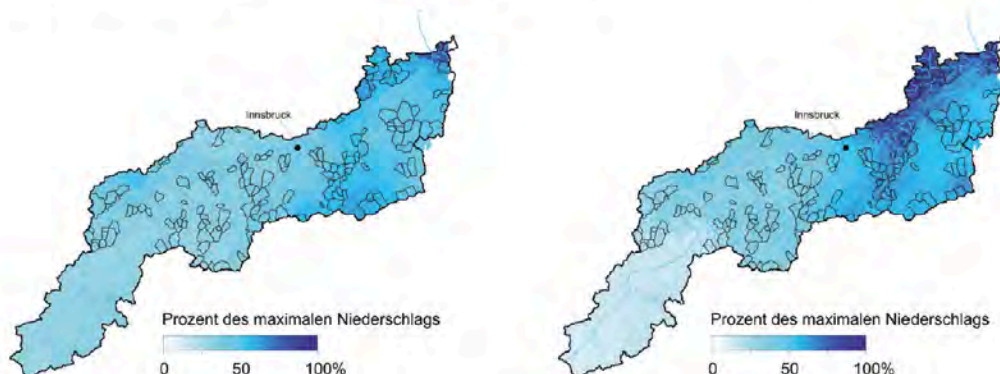 Innsbruck
Prozent des maximalen Niederschlags
0 50 100%
Innsbruck
Prozent des maximalen Niederschlags
0 50 100%